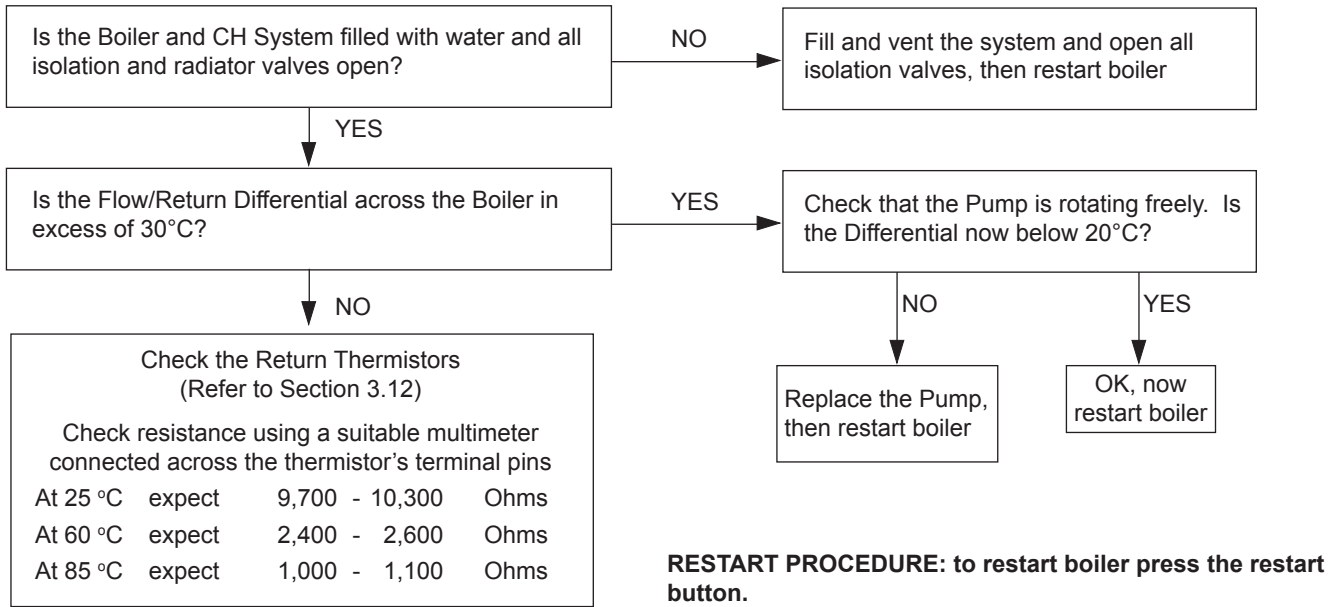 Is the Boiler and CH System filled with water and all
isolation and radiator valves open?
NO
Fill and vent the system and open all
isolation valves, then restart boiler
YES
Is the Flow/Return Differential across the Boiler in
excess of 30°C?
YES
Check that the Pump is rotating freely. Is
the Differential now below 20°C?
NO
NO
YES
Check the Return Thermistors
(Refer to Section 3.12)
Check resistance using a suitable multimeter
connected across the thermistor's terminal pins
At 25 °C expect 9,700 - 10,300 Ohms
At 60 °C expect 2,400 - 2,600 Ohms
At 85 °C expect 1,000 - 1,100 Ohms
Replace the Pump,
then restart boiler
OK, now
restart boiler
RESTART PROCEDURE: to restart boiler press the restart
button.